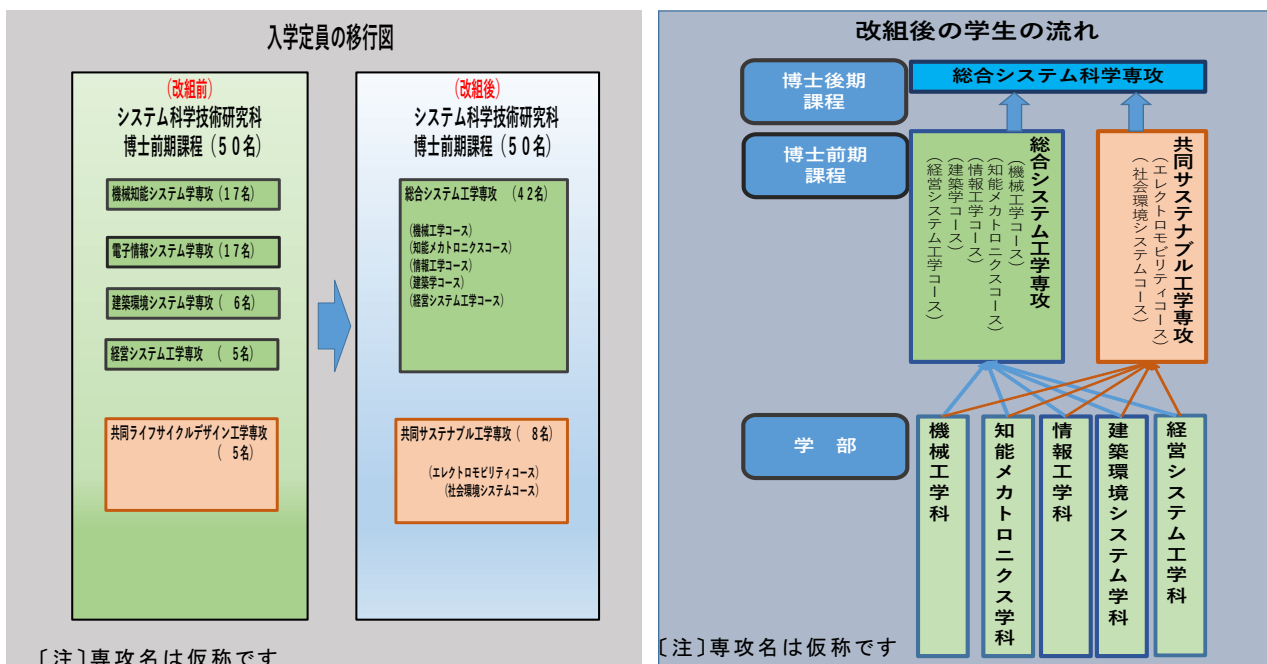 入学定員の移行図
(改組前)
システム科学技術研究科
博士前期課程（５０名）
機械知能システム学専攻（１７名）
電子情報システム学専攻（１７名）
建築環境システム学専攻（ ６名）
経営システム工学専攻 （ ５名）
共同ライフサイクルデザイン工学専攻
（ ５名）
(改組後)
システム科学技術研究科
博士前期課程（５０名）
総合システム工学専攻 （４２名）
(機械工学コース)
(知能メカトロニクスコース)
(情報工学コース)
(建築学コース)
(経営システム工学コース)
共同サステナブル工学専攻（ ８名）
(エレクトロモビリティコース)
(社会環境システムコース)
〔注〕専攻名は仮称です
改組後の学生の流れ
博士後期
課程
総合システム科学専攻
博士前期
課程
総合システム工学専攻
（機械工学コース）
（知能メカトロニクスコース）
（情報工学コース）
（建築学コース）
（経営システム工学コース）
共同サステナブル工学専攻
（エレクトロモビリティコース）
（社会環境システムコース）
学 部
機械工学科
知能メカトロニクス学科
情報工学科
建築環境システム学科
経営システム工学科
〔注〕専攻名は仮称です